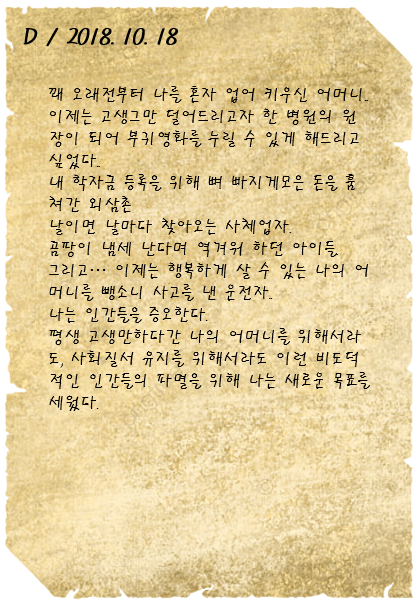 D / 2018. 10. 18
꽤 오래전부터 나를 혼자 업어 키우신 어머니..
이제는 고생그만 덜어드리고자 한 병원의 원
장이 되어 부귀영화를 누릴 수 있게 해드리고
싶었다..
내 학자금 등록을 위해 뼈 빠지게모은 돈을 훔
쳐간 외삼촌
날이면 날마다 찾아오는 사체업자.
곰팡이 냄세 난다며 역겨워 하던 아이들.
그리고… 이제는 행복하게 살 수 있는 나의 어
머니를 뺑소니 사고를 낸 운전자..
나는 인간들을 증오한다.
평생 고생만하다간 나의 어머니를 위해서라
도, 사회질서 유지를 위해서라도 이런 비도덕
적인 인간들의 파멸을 위해 나는 새로운 목표를
세웠다.